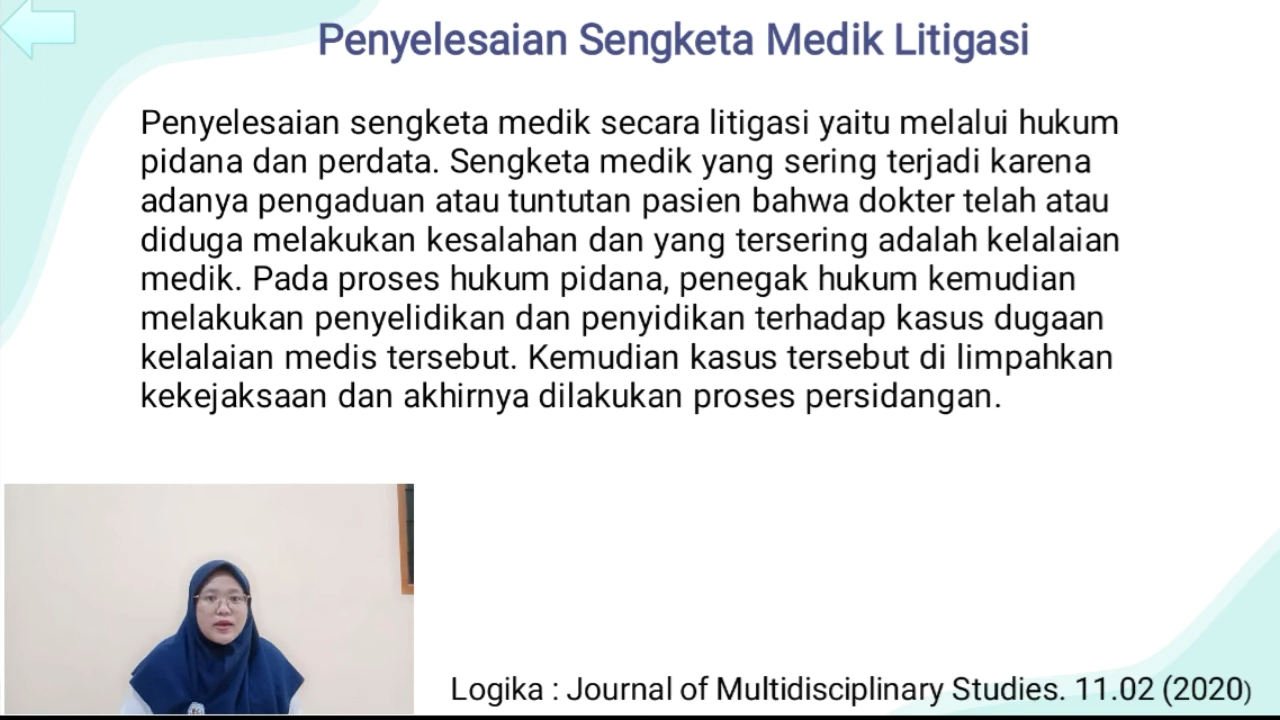 Penyelesaian Sengketa Medik Litigasi
Penyelesaian sengketa medik secara litigasi yaitu melalui hukum
pidana dan perdata. Sengketa medik yang sering terjadi karena
adanya pengaduan atau tuntutan pasien bahwa dokter telah atau
diduga melakukan kesalahan dan yang tersering adalah kelalaian
medik. Pada proses hukum pidana, penegak hukum kemudian
melakukan penyelidikan dan penyidikan terhadap kasus dugaan
kelalaian medis tersebut. Kemudian kasus tersebut di limpahkan
kekejaksaan dan akhirnya dilakukan proses persidangan.
Logika : Journal of Multidisciplinary Studies. 11.02 (2020)